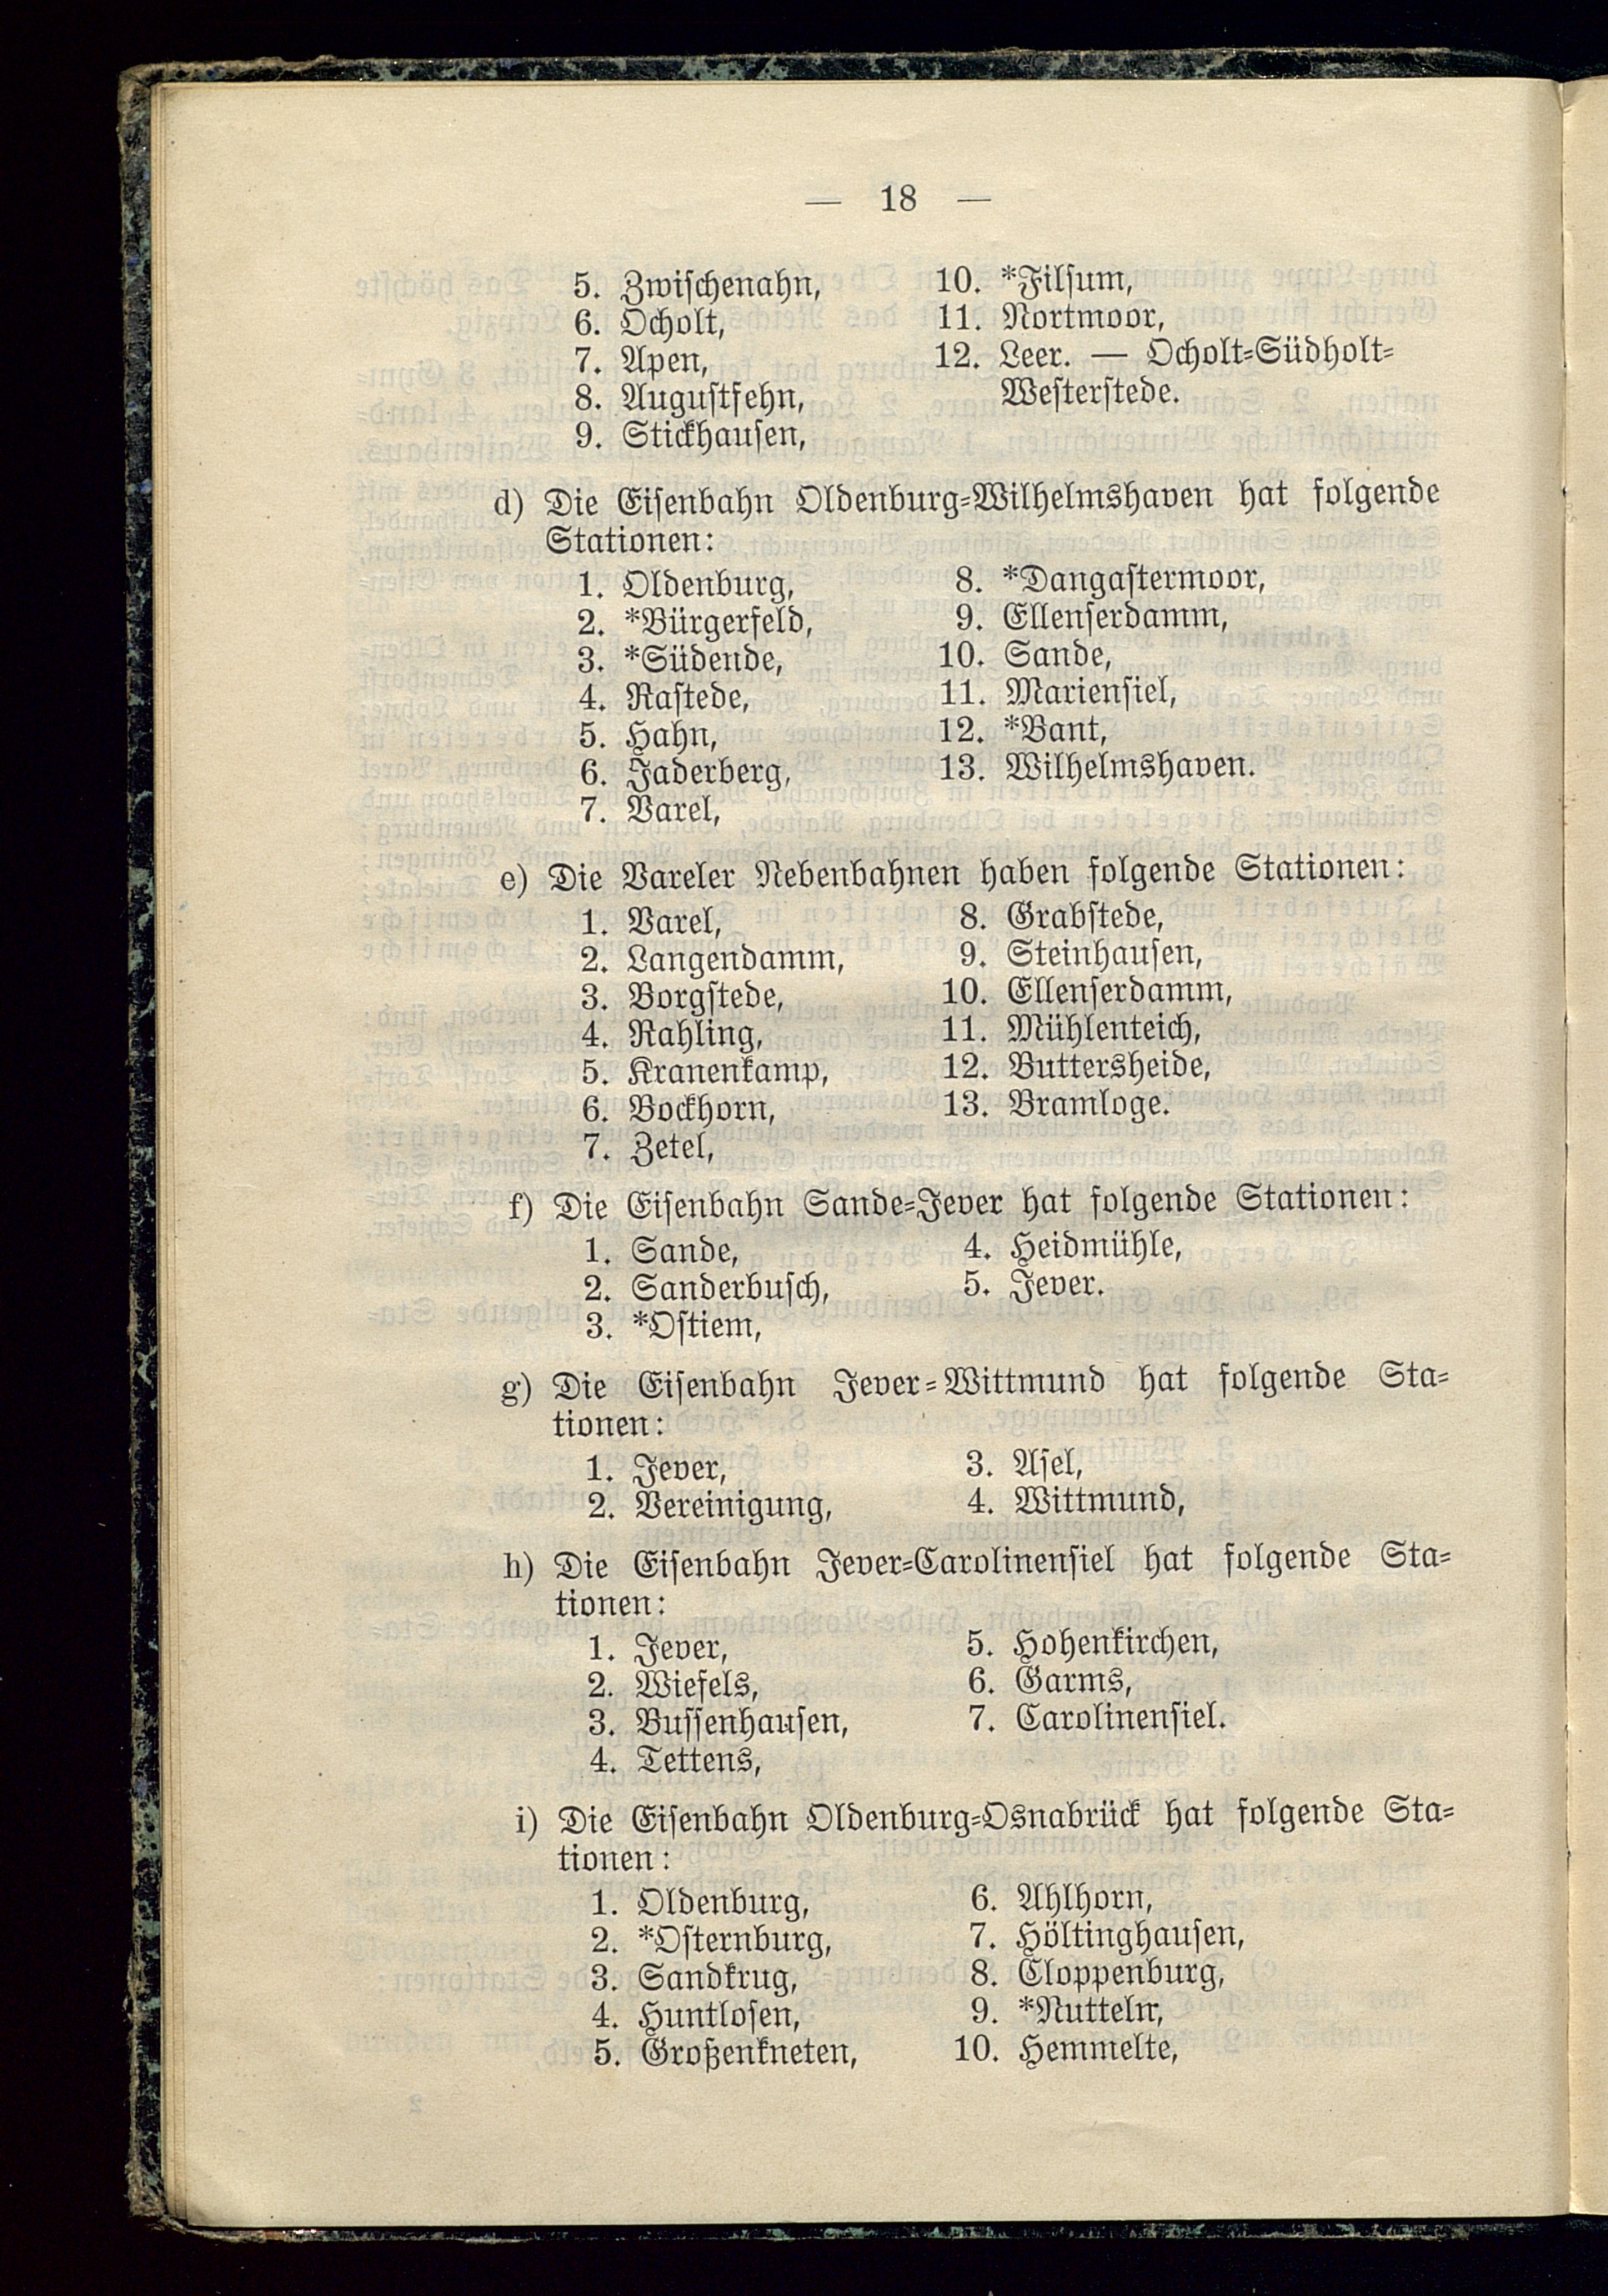 — 18 —
5. Zwischenahn,
6. Ocholt,
7. Apen,
8. Augustfehn,
9. Stickhausen,
10. *Filsum,
11. Nortmoor,
12. Leer. — Ocholt-Südholt-
Westerstede.
d) Die Eisenbahn Oldenburg-Wilhelmshaven hat folgende
Stationen:
1. Oldenburg,
2. *Bürgerfeld,
3. *Südende,
4. Rastede,
5. Hahn,
6. Jaderberg,
7. Varel,
8. *Dangastermoor,
9. Ellenserdamm,
10. Sande,
11. Mariensiel,
12. *Bant,
13. Wilhelmshaven.
e) Die Vareler Nebenbahnen haben folgende Stationen:
1. Varel,
2. Langendamm,
3. Borgstede,
4. Rahling,
5. Kranenkamp,
6. Bockhorn,
7. Zetel,
8. Grabstede,
9. Steinhausen,
10. Ellenserdamm,
11. Mühlenteich,
12. Buttersheide,
13. Bramloge.
f) Die Eisenbahn Sande-Jever hat folgende Stationen:
1. Sande,
2. Sanderbusch,
3. *Ostiem,
4. Heidmühle,
5. Jever.
g) Die Eisenbahn Jever-Wittmund hat folgende Sta-
tionen:
1. Jever,
2. Vereinigung,
3. Asel,
4. Wittmund,
h) Die Eisenbahn Jever-Carolinensiel hat folgende Sta-
tionen:
1. Jever,
2. Wiefels,
3. Bussenhausen,
4. Tettens,
5. Hohenkirchen,
6. Garms,
7. Carolinensiel.
i) Die Eisenbahn Oldenburg-Osnabrück hat folgende Sta-
tionen:
1. Oldenburg,
2. *Osternburg,
3. Sandkrug,
4. Huntlosen,
5. Großenkneten,
6. Ahlhorn,
7. Höltinghausen,
8. Cloppenburg,
9. *Nutteln,
10. Hemmelte,